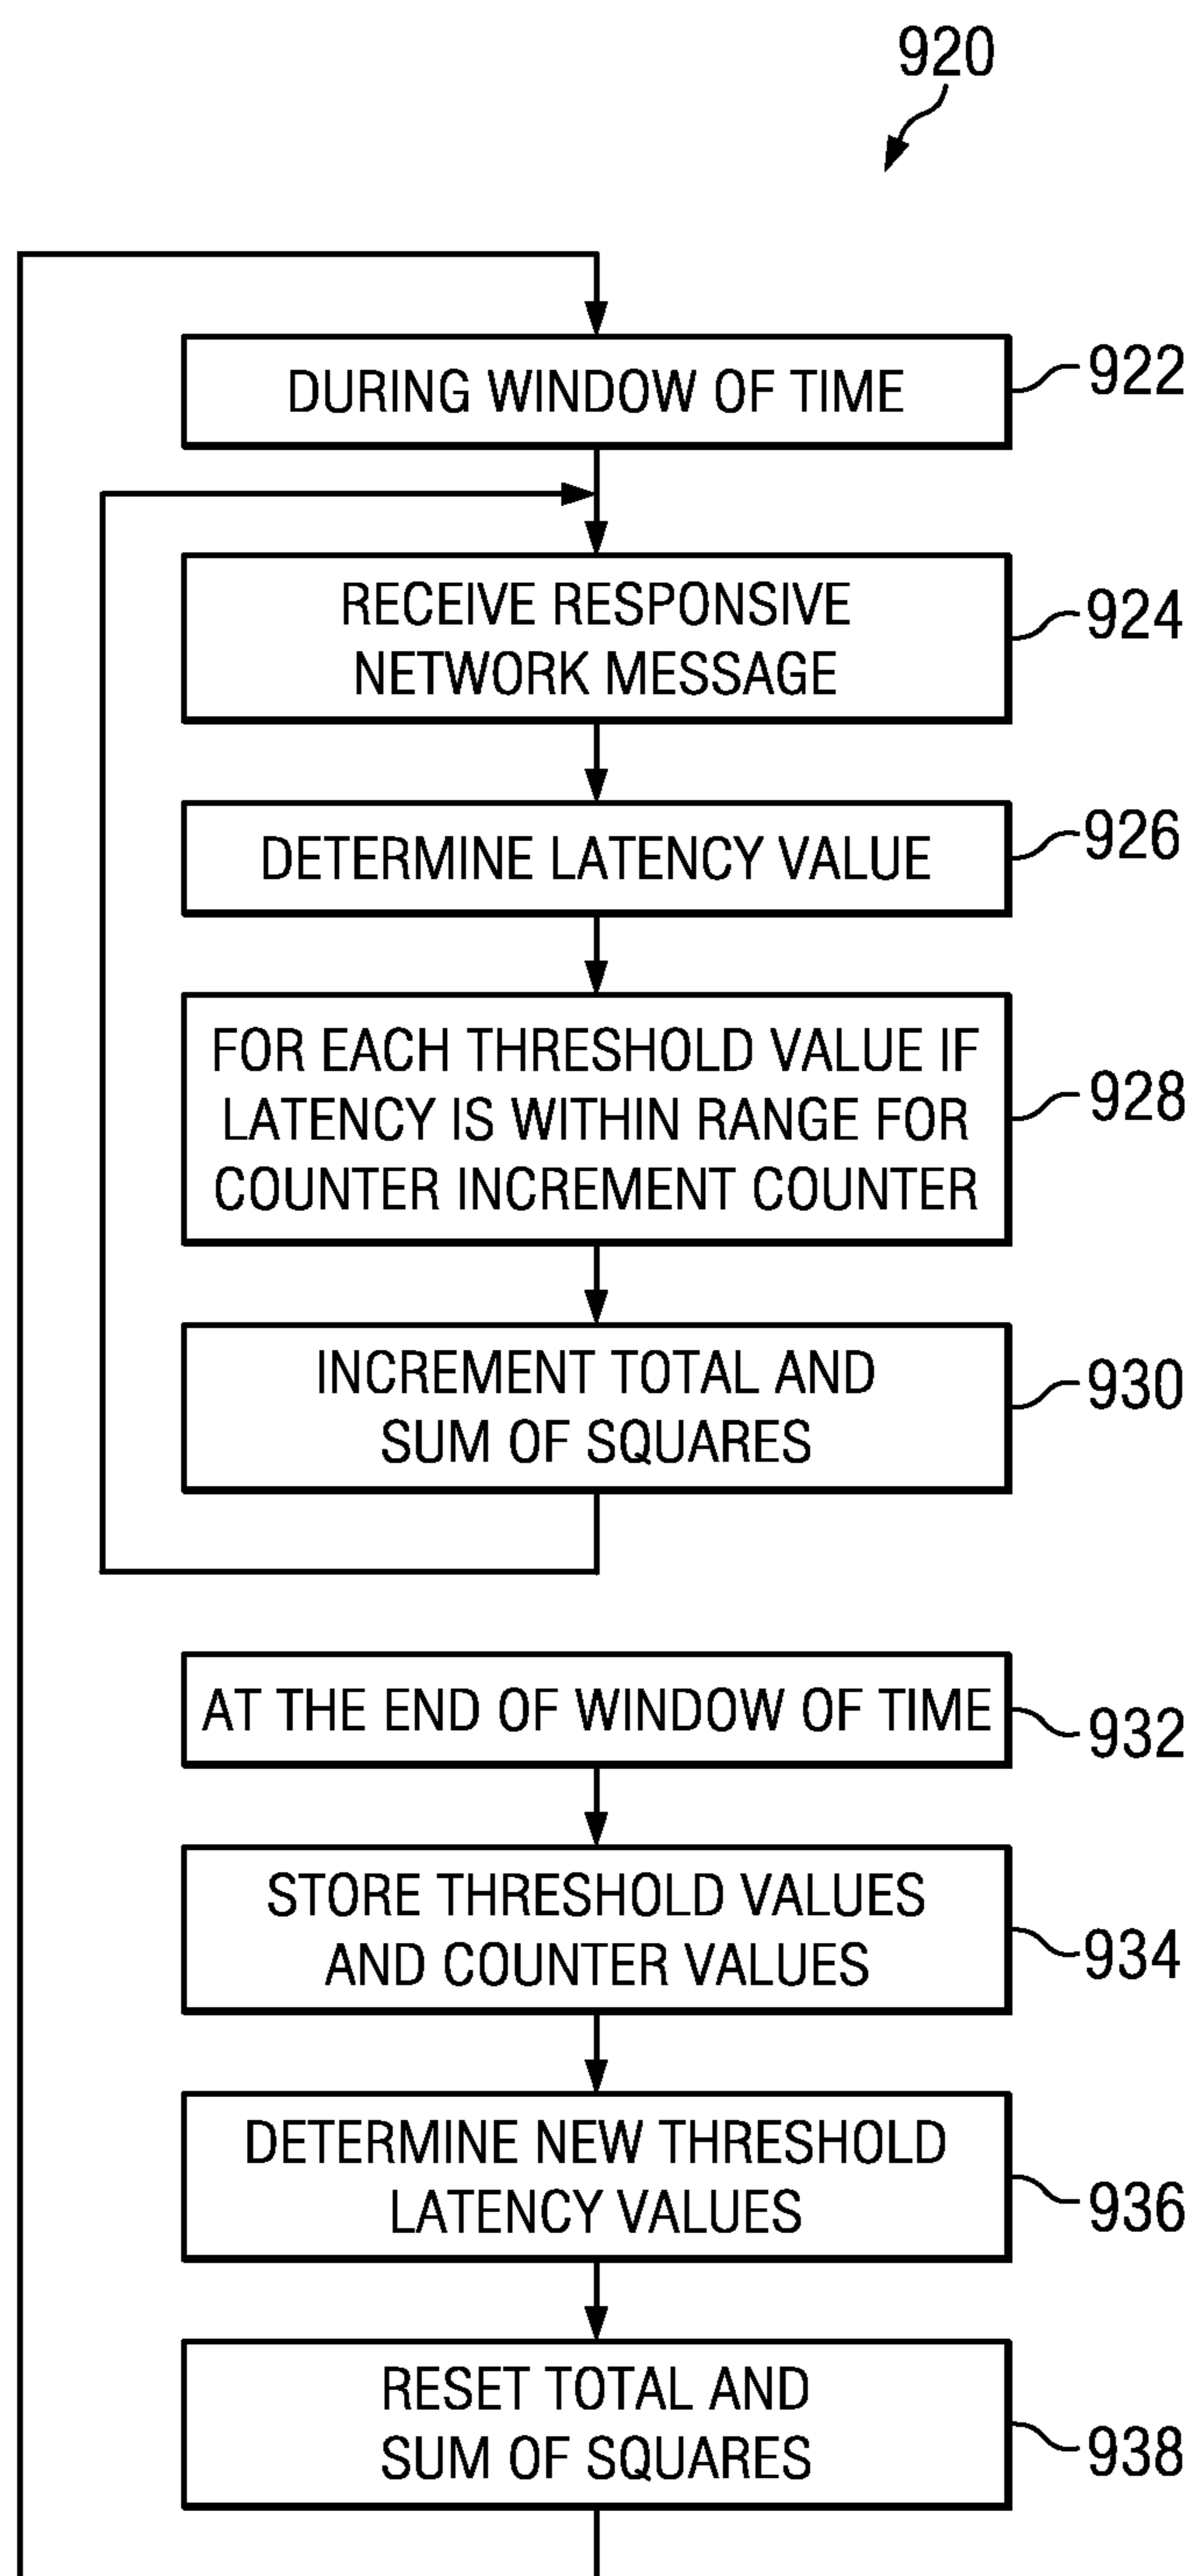 920
DURING WINDOW OF TIME
922
RECEIVE RESPONSIVE
NETWORK MESSAGE
924
DETERMINE LATENCY VALUE
926
FOR EACH THRESHOLD VALUE IF
LATENCY IS WITHIN RANGE FOR
COUNTER INCREMENT COUNTER
928
INCREMENT TOTAL AND
SUM OF SQUARES
930
AT THE END OF WINDOW OF TIME
932
STORE THRESHOLD VALUES
AND COUNTER VALUES
934
DETERMINE NEW THRESHOLD
LATENCY VALUES
936
RESET TOTAL AND
SUM OF SQUARES
938